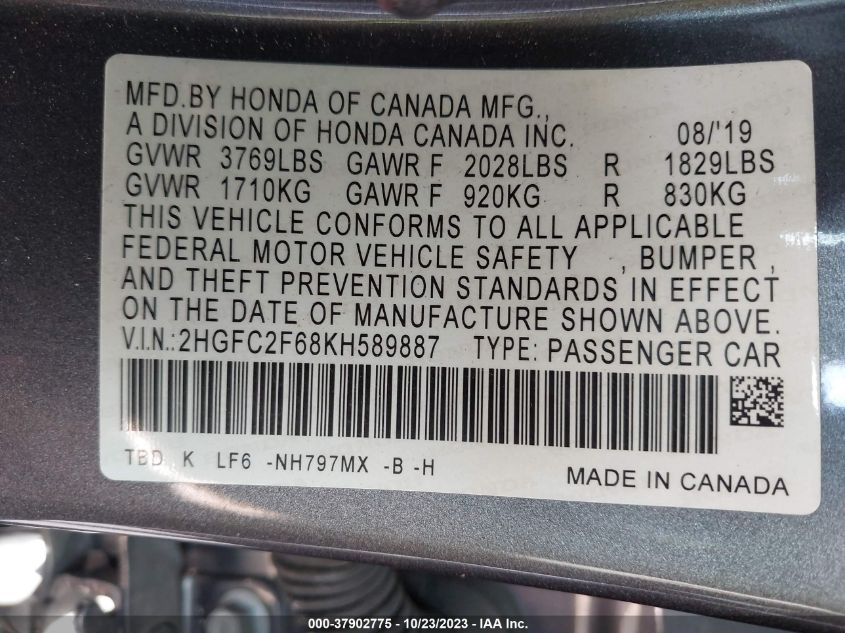 MFD.BY HONDA OF CANADA MFG.,
A DIVISION OF HONDA CANADA INC. 08/'19
GVWR 3769LBS GAWR F 2028LBS R 1829LBS
GVWR 1710KG GAWR F 920KG R 830KG
THIS VEHICLE CONFORMS TO ALL APPLICABLE
FEDERAL MOTOR VEHICLE SAFETY , BUMPER ,
AND THEFT PREVENTION STANDARDS IN EFFECT
ON THE DATE OF MANUFACTURE SHOWN ABOVE.
V.I.N.:2HGFC2F68KH589887 TYPE: PASSENGER CAR
TBD K LF6 -NH797MX -B -H
MADE IN CANADA
000-37902775 - 10/23/2023 - IAA Inc.